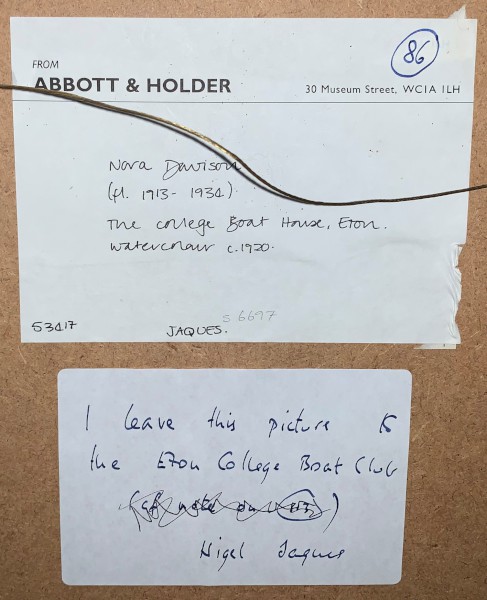 86
FROM
ABBOTT & HOLDER
30 Museum Street, WC1A 1LH
Nora Davison
(fl. 1913 - 1934)
The college Boat House, Eton.
watercolour c.1920.
S 6697
53417
JAQUES.
I leave this picture to
the Eton College Boat Club
Nigel Jaques